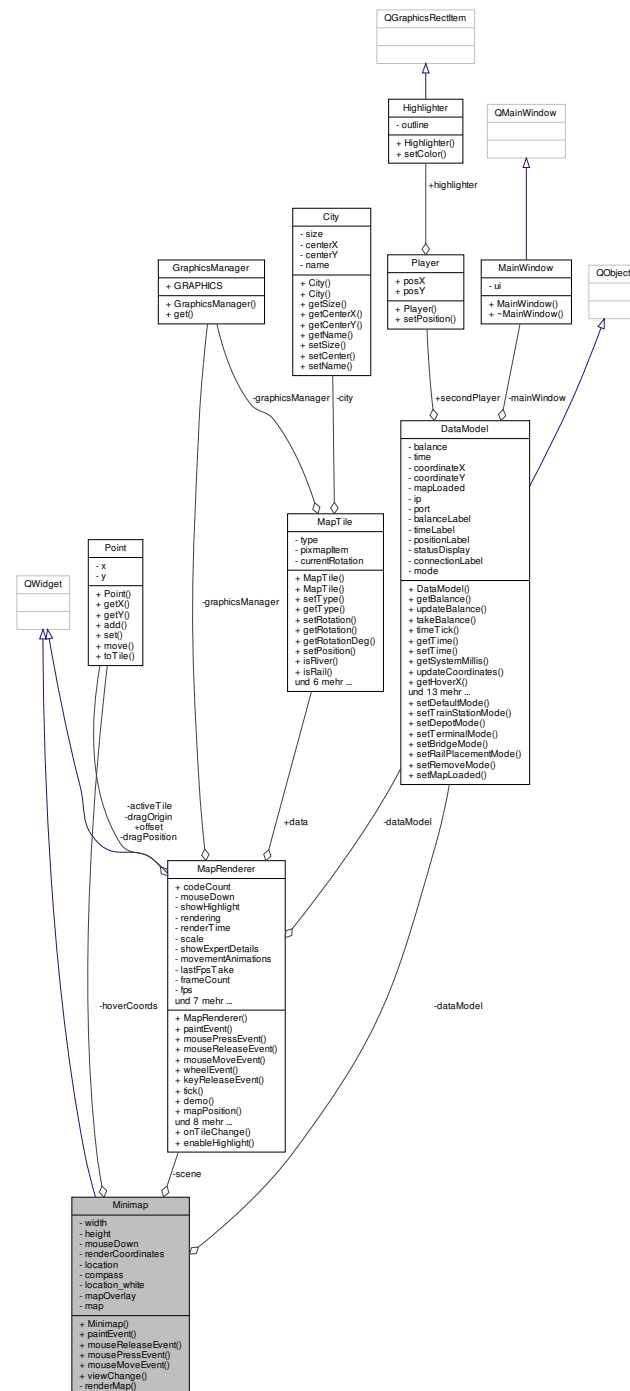 QGraphicsRectItem
Highlighter
- outline
+ Highlighter()
+ setColor()
QMainWindow
+highlighter
City
- size
- centerX
- centerY
- name
+ City()
+ City()
+ getSize()
+ getCenterX()
+ getCenterY()
+ getName()
+ setSize()
+ setCenter()
+ setName()
GraphicsManager
+ GRAPHICS
+ GraphicsManager()
+ get()
Player
+ posX
+ posY
+ Player()
+ setPosition()
MainWindow
- ui
+ MainWindow()
+ ~MainWindow()
QObject
-graphicsManager
-city
+secondPlayer
-mainWindow
DataModel
- balance
- time
- coordinateX
- coordinateY
- mapLoaded
- ip
- port
- balanceLabel
- timeLabel
- positionLabel
- statusDisplay
- connectionLabel
- mode
+ DataModel()
+ getBalance()
+ updateBalance()
+ takeBalance()
+ timeTick()
+ getTime()
+ setTime()
+ getSystemMillis()
+ updateCoordinates()
+ getHoverX()
und 13 mehr ...
+ setDefaultMode()
+ setTrainStationMode()
+ setDepotMode()
+ setTerminalMode()
+ setBridgeMode()
+ setRailPlacementMode()
+ setRemoveMode()
+ setMapLoaded()
MapTile
- type
- pixmapItem
- currentRotation
+ MapTile()
+ MapTile()
+ setType()
+ getType()
+ setRotation()
+ getRotation()
+ getRotationDeg()
+ setPosition()
+ isRiver()
+ isRail()
und 6 mehr ...
Point
- x
- y
+ Point()
+ getX()
+ getY()
+ add()
+ set()
+ move()
+ toTile()
QWidget
-graphicsManager
-activeTile
-dragOrigin
+offset
-dragPosition
+data
-dataModel
MapRenderer
+ codeCount
- mouseDown
- showHighlight
- rendering
- renderTime
- scale
- showExpertDetails
- movementAnimations
- lastFpsTake
- frameCount
- fps
und 7 mehr ...
+ MapRenderer()
+ paintEvent()
+ mousePressEvent()
+ mouseReleaseEvent()
+ mouseMoveEvent()
+ wheelEvent()
+ keyReleaseEvent()
+ tick()
+ demo()
+ mapPosition()
und 8 mehr ...
+ onTileChange()
+ enableHighlight()
-hoverCoords
-dataModel
-scene
Minimap
- width
- height
- mouseDown
- renderCoordinates
- location
- compass
- location_white
- mapOverlay
- map
+ Minimap()
+ paintEvent()
+ mouseReleaseEvent()
+ mousePressEvent()
+ mouseMoveEvent()
+ viewChange()
- renderMap()